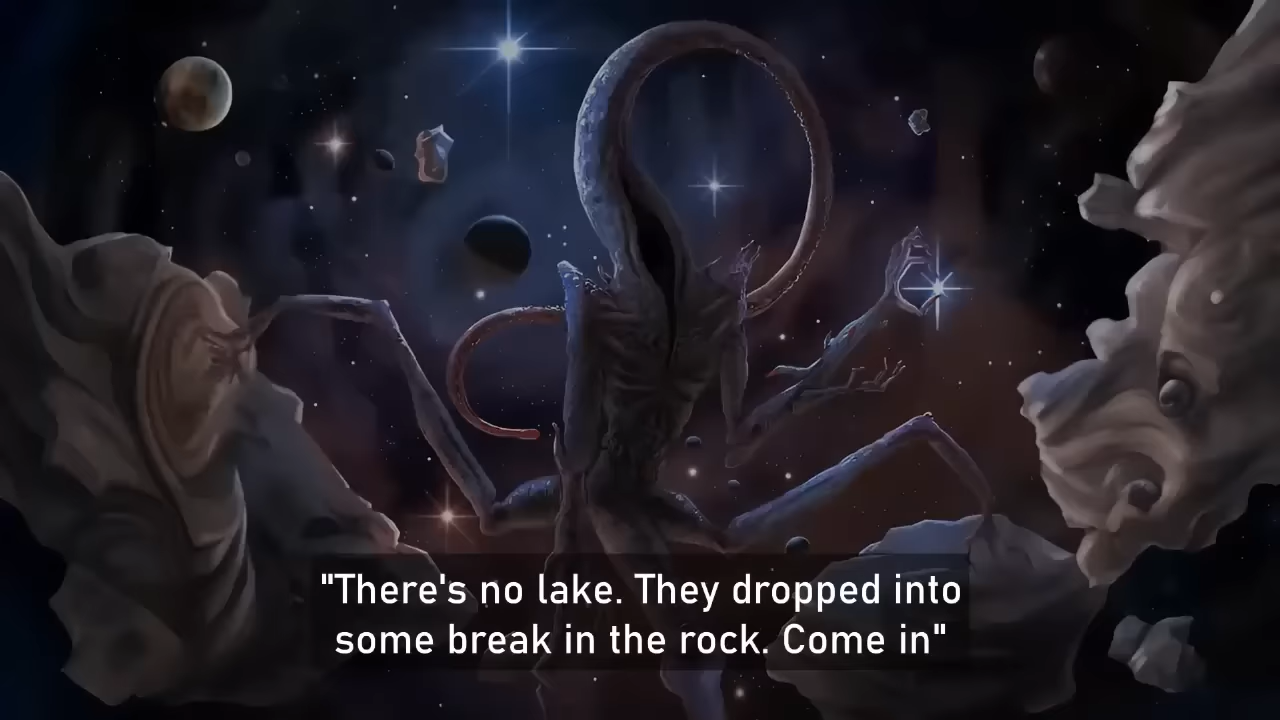 "There's no lake. They dropped into
some break in the rock. Come in"